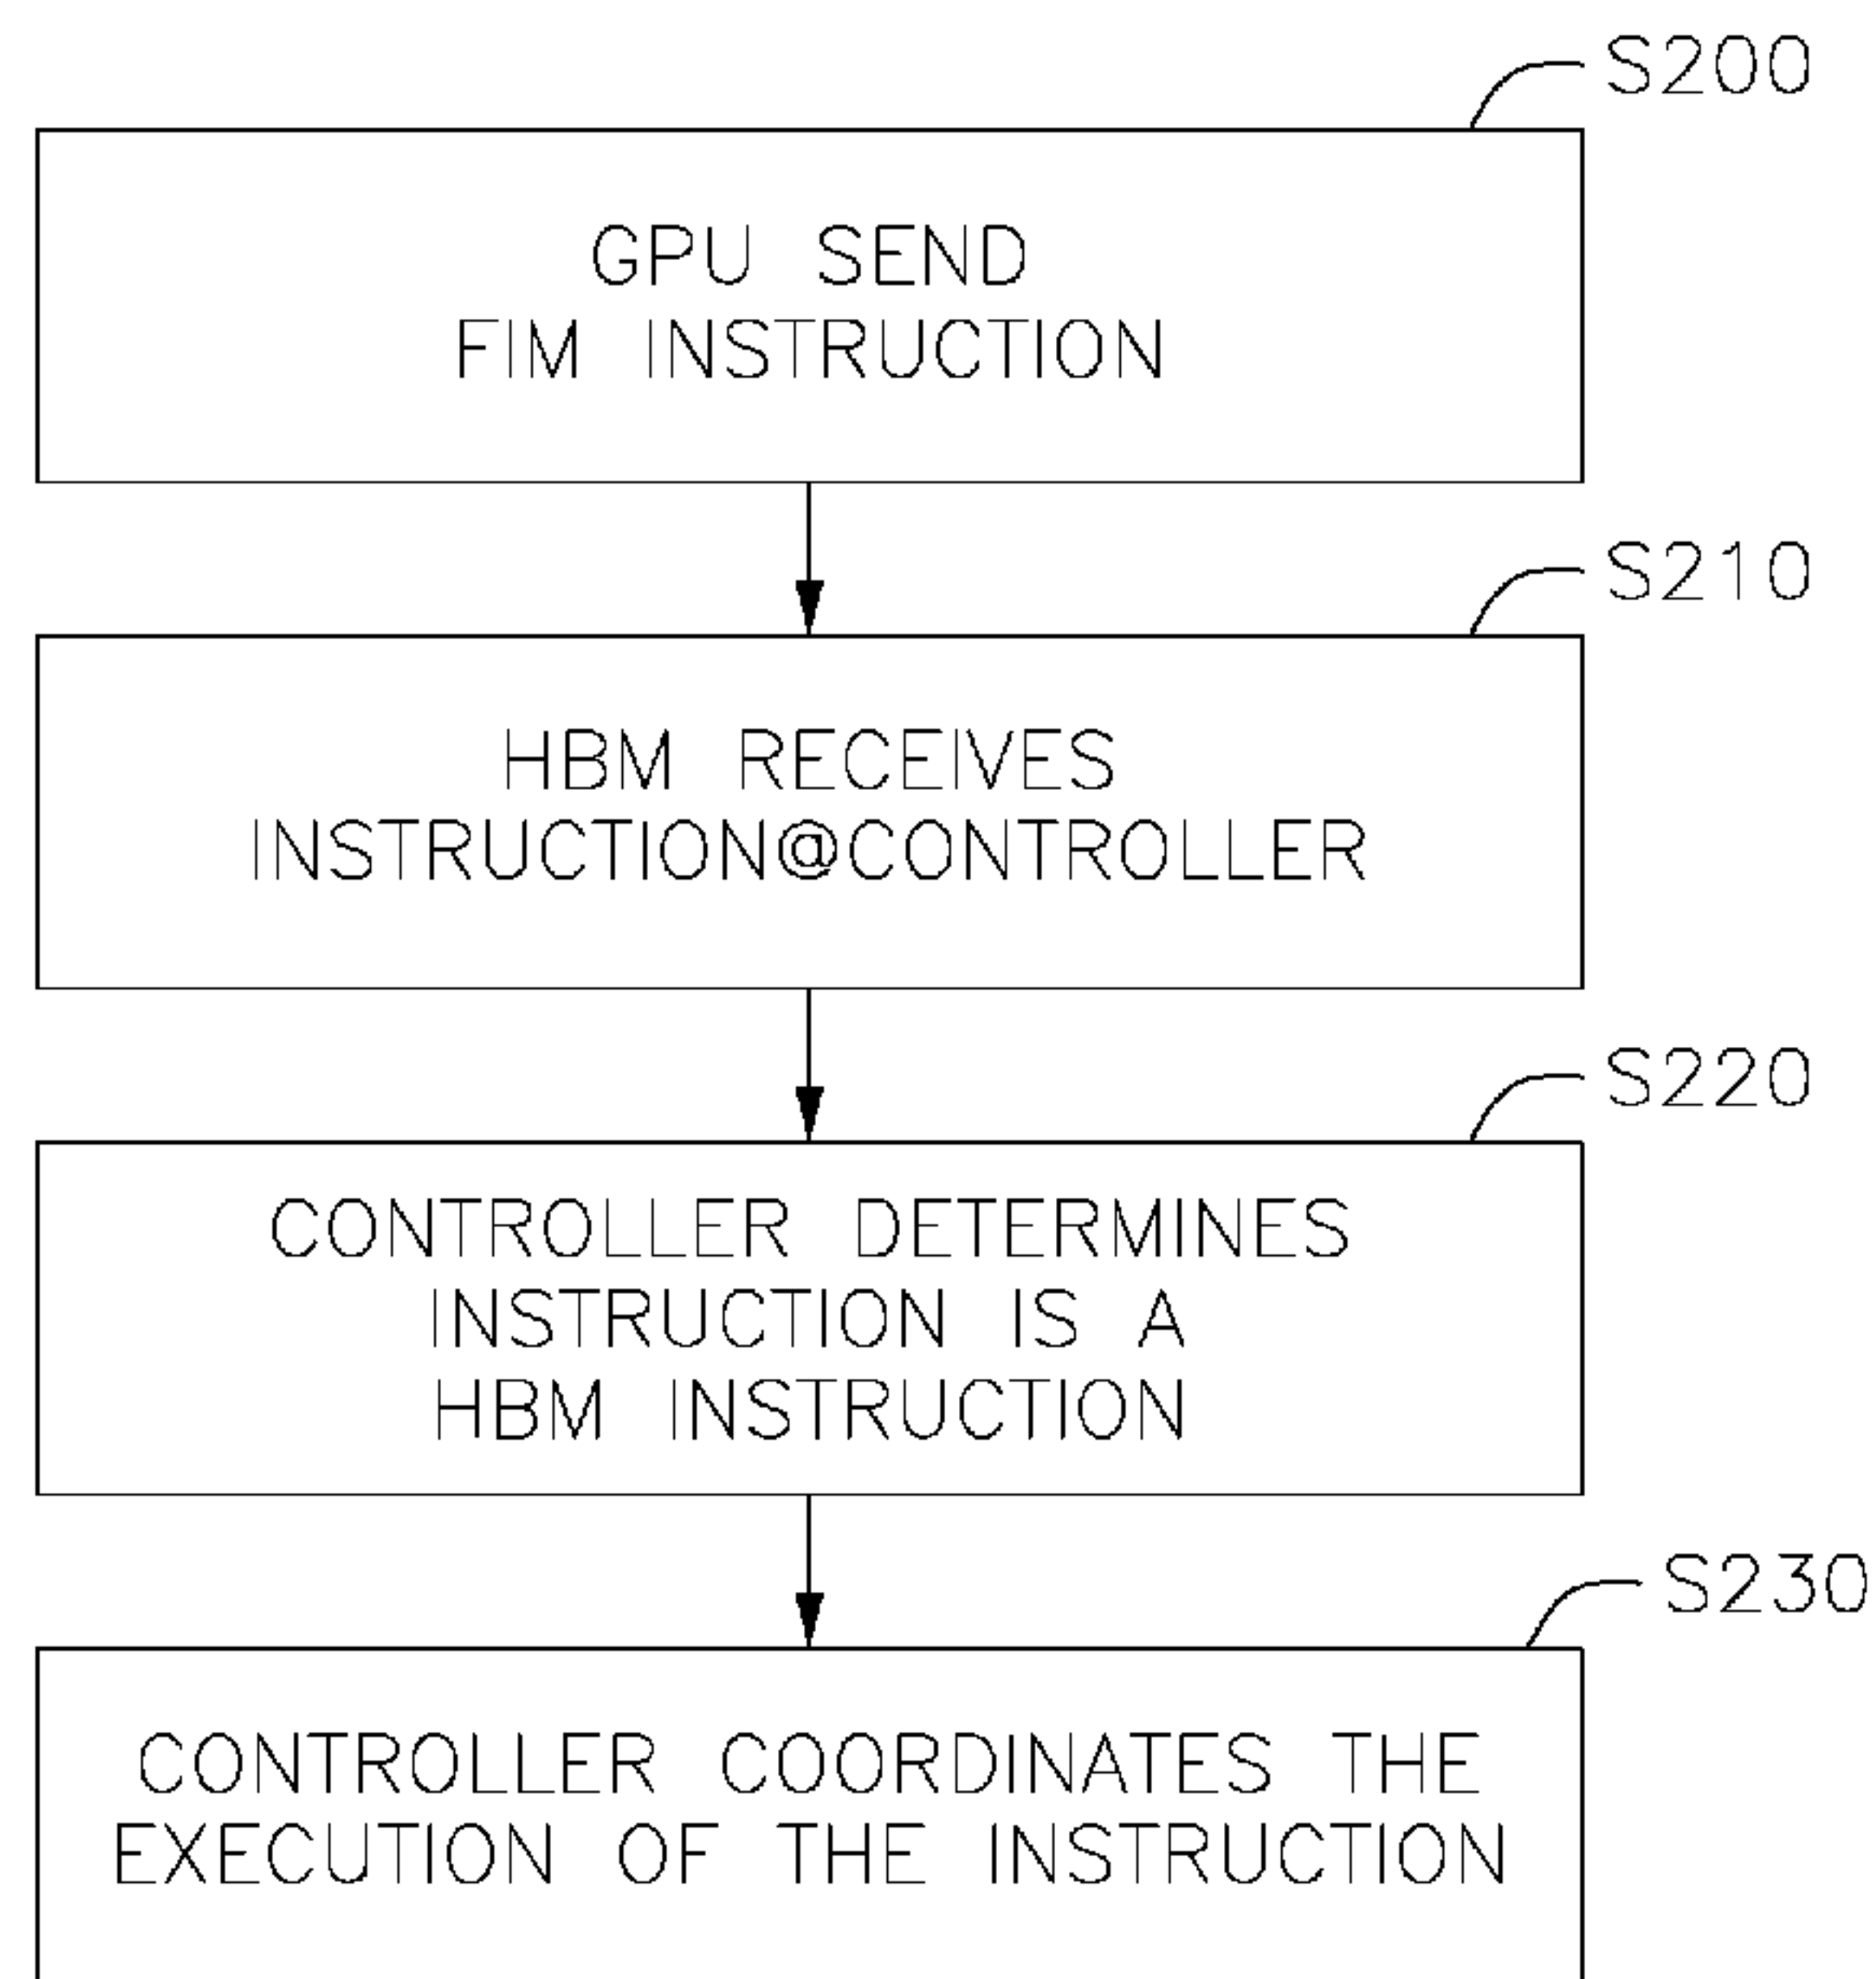 S200
GPU SEND
FIM INSTRUCTION
S210
HBM RECEIVES
INSTRUCTION@CONTROLLER
S220
CONTROLLER DETERMINES
INSTRUCTION IS A
HBM INSTRUCTION
S230
CONTROLLER COORDINATES THE
EXECUTION OF THE INSTRUCTION